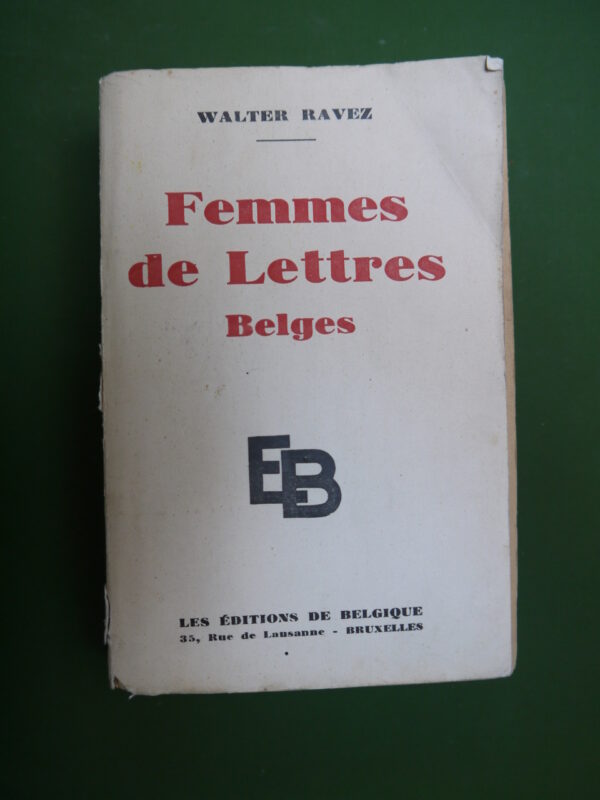 WALTER RAVEZ
Femmes
de Lettres
Belges
EB
LES ÉDITIONS DE BELGIQUE
35, Rue de Lausanne - BRUXELLES